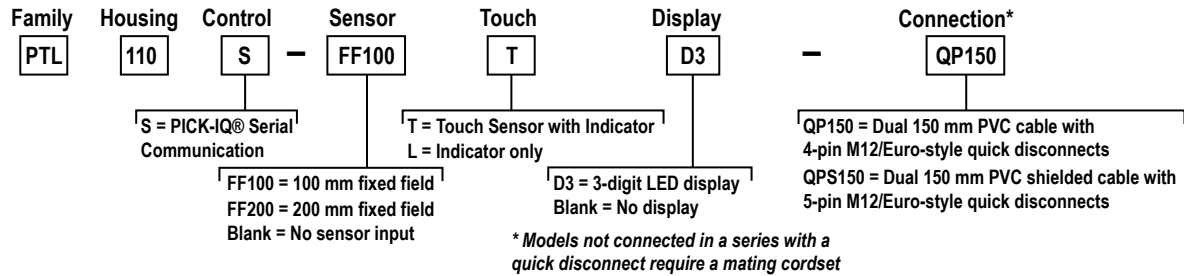 Family Housing Control Sensor Touch Display Connection*
PTL 110 S – FF100 T D3 – QP150
S = PICK-IQ® Serial
Communication
FF100 = 100 mm fixed field
FF200 = 200 mm fixed field
Blank = No sensor input
T = Touch Sensor with Indicator
L = Indicator only
D3 = 3-digit LED display
Blank = No display
QP150 = Dual 150 mm PVC cable with
4-pin M12/Euro-style quick disconnects
QPS150 = Dual 150 mm PVC shielded cable with
5-pin M12/Euro-style quick disconnects
* Models not connected in a series with a
quick disconnect require a mating cordset